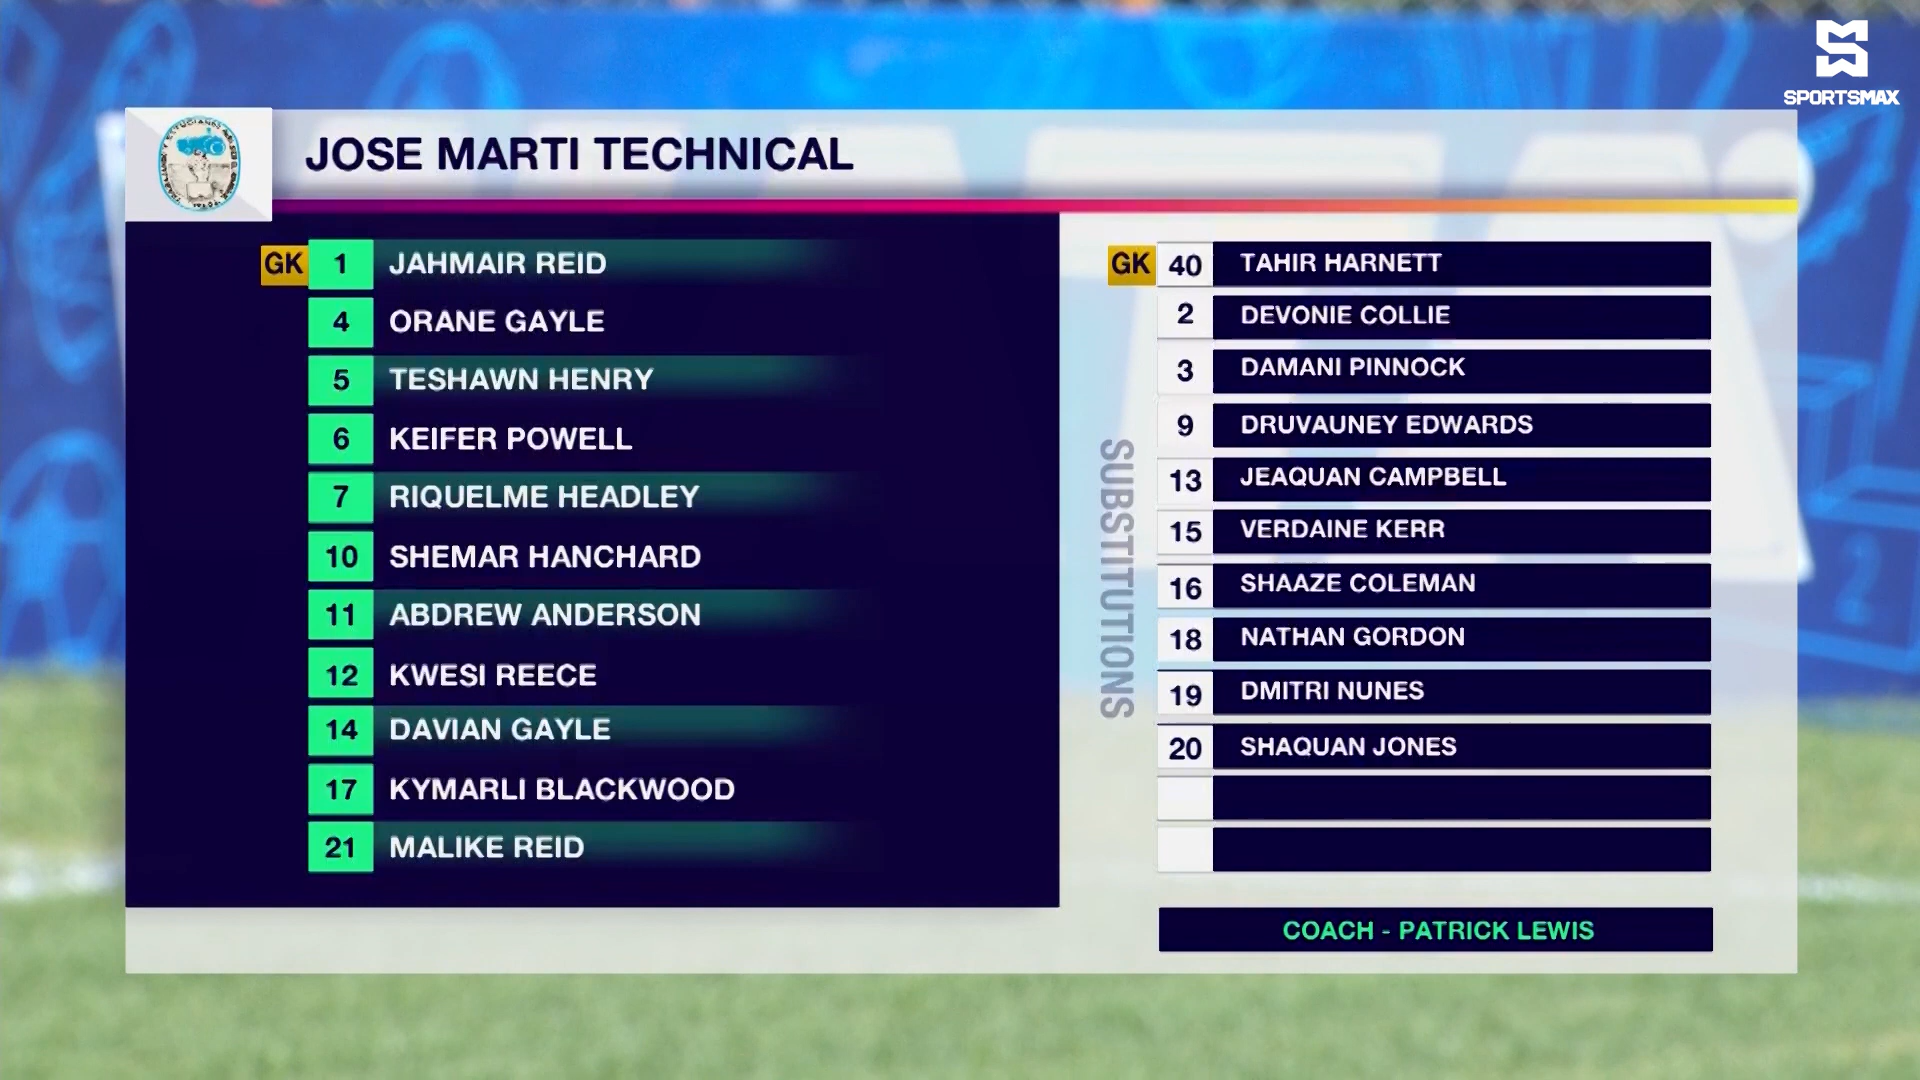 SPORTSMAX
JOSE MARTI TECHNICAL
GK 1 JAHMAIR REID
4 ORANE GAYLE
5 TESHAWN HENRY
6 KEIFER POWELL
7 RIQUELME HEADLEY
10 SHEMAR HANCHARD
11 ABDREW ANDERSON
12 KWESI REECE
14 DAVIAN GAYLE
17 KYMARLI BLACKWOOD
21 MALIKE REID
SUBSTITUTIONS
GK 40 TAHIR HARNETT
2 DEVONIE COLLIE
3 DAMANI PINNOCK
9 DRUVAUNEY EDWARDS
13 JEAQUAN CAMPBELL
15 VERDAINE KERR
16 SHAAZE COLEMAN
18 NATHAN GORDON
19 DMITRI NUNES
20 SHAQUAN JONES
COACH - PATRICK LEWIS